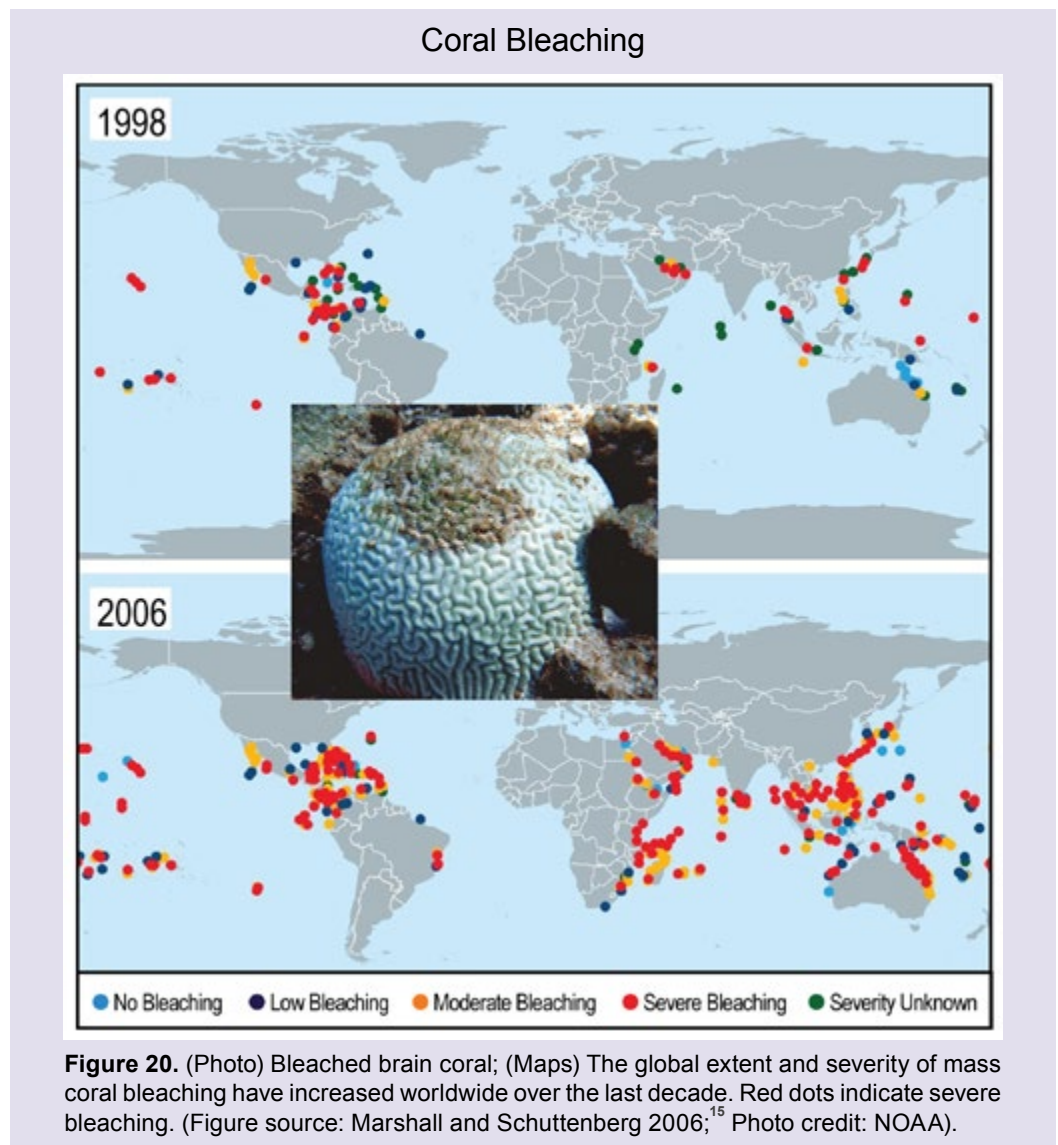 Coral Bleaching
1998
2006
No Bleaching Low Bleaching Moderate Bleaching Severe Bleaching Severity Unknown
Figure 20. (Photo) Bleached brain coral; (Maps) The global extent and severity of mass
coral bleaching have increased worldwide over the last decade. Red dots indicate severe
bleaching. (Figure source: Marshall and Schuttenberg 2006;15 Photo credit: NOAA).